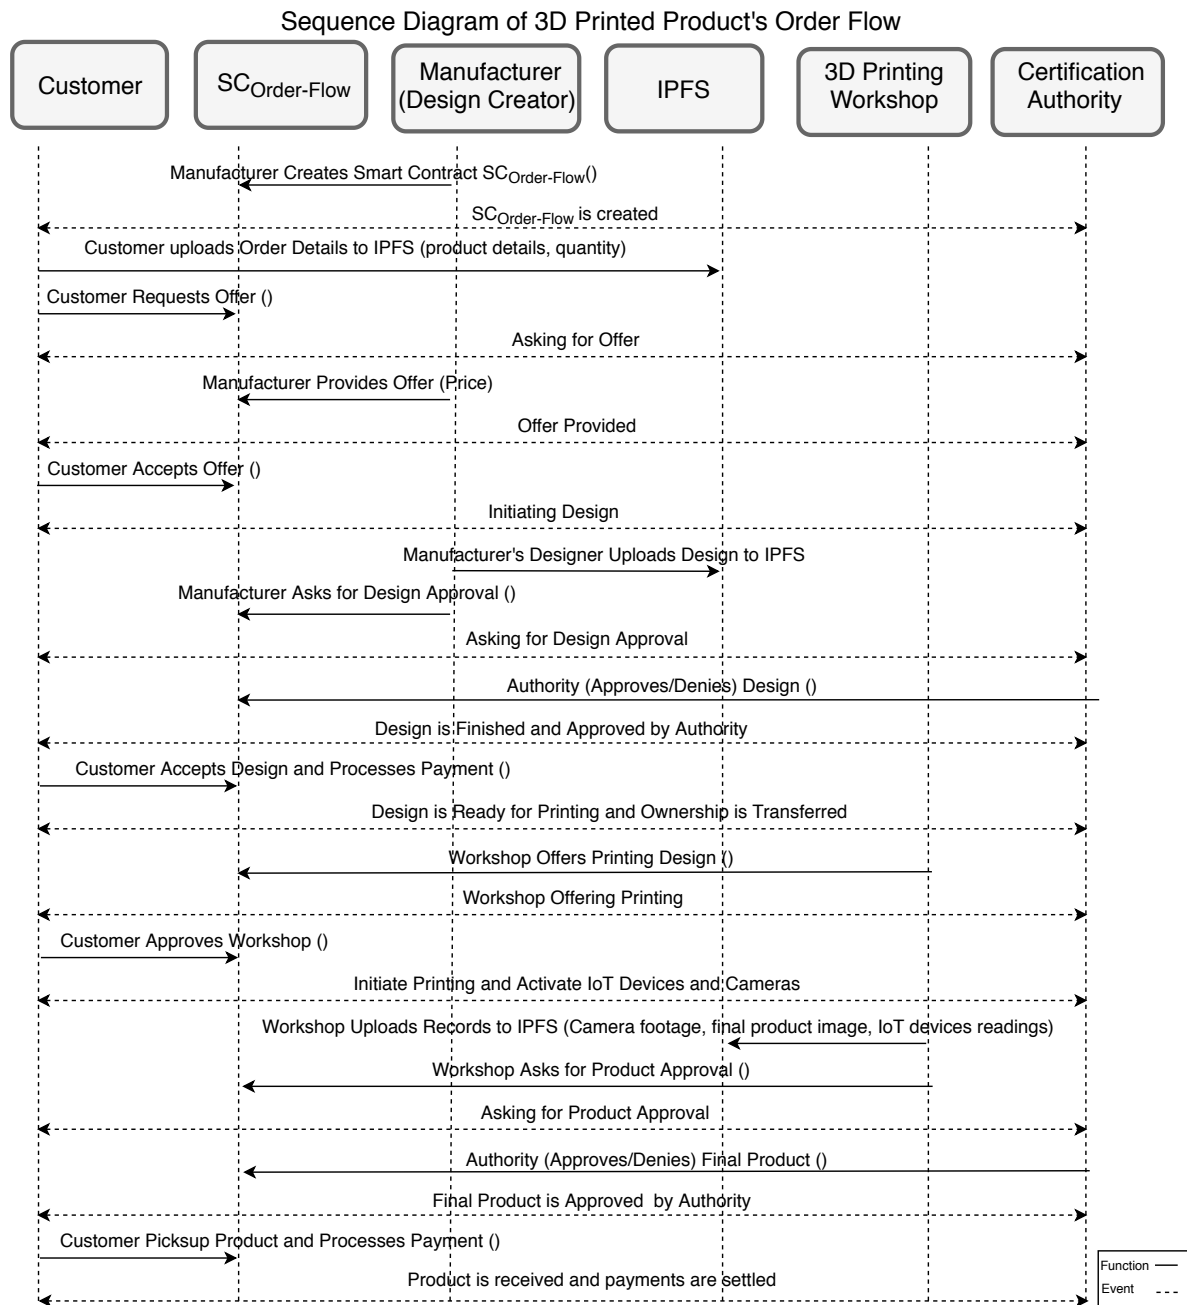 Sequence Diagram of 3D Printed Product's Order Flow
Customer
SCOrder-Flow
Manufacturer
(Design Creator)
IPFS
3D Printing
Workshop
Certification
Authority
Manufacturer Creates Smart Contract SCOrder-Flow()
SCOrder-Flow is created
Customer uploads Order Details to IPFS (product details, quantity)
Customer Requests Offer ()
Asking for Offer
Manufacturer Provides Offer (Price)
Offer Provided
Customer Accepts Offer ()
Initiating Design
Manufacturer's Designer Uploads Design to IPFS
Manufacturer Asks for Design Approval ()
Asking for Design Approval
Authority (Approves/Denies) Design ()
Design is Finished and Approved by Authority
Customer Accepts Design and Processes Payment ()
Design is Ready for Printing and Ownership is Transferred
Workshop Offers Printing Design ()
Workshop Offering Printing
Customer Approves Workshop ()
Initiate Printing and Activate IoT Devices and Cameras
Workshop Uploads Records to IPFS (Camera footage, final product image, IoT devices readings)
Workshop Asks for Product Approval ()
Asking for Product Approval
Authority (Approves/Denies) Final Product ()
Final Product is Approved by Authority
Customer Picksup Product and Processes Payment ()
Product is received and payments are settled
Function
Event